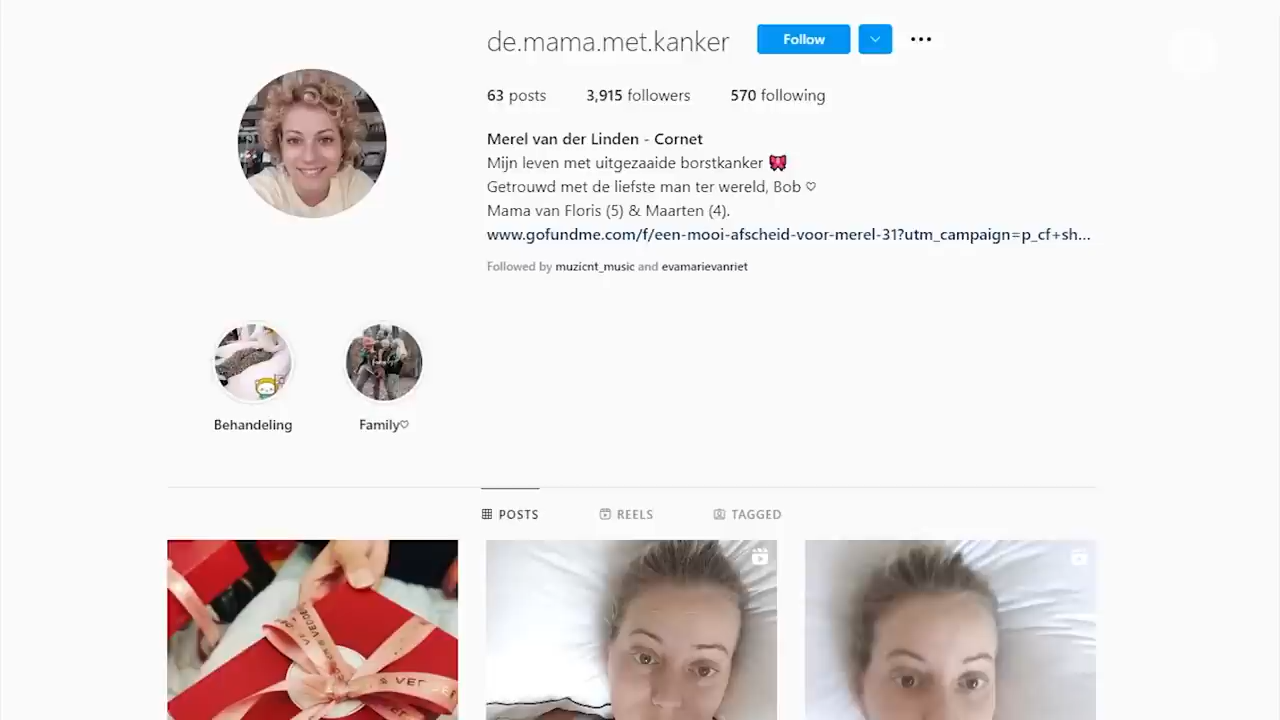 de.mama.met.kanker
Follow
63 posts 3,915 followers 570 following
Merel van der Linden - Cornet
Mijn leven met uitgezaaide borstkanker 🎀
Getrouwd met de liefste man ter wereld, Bob ♡
Mama van Floris (5) & Maarten (4).
www.gofundme.com/f/een-mooi-afscheid-voor-merel-31?utm_campaign=p_cf+sh...
Followed by muzicnt_music and evamarievanriet
Behandeling Family♡
POSTS REELS TAGGED